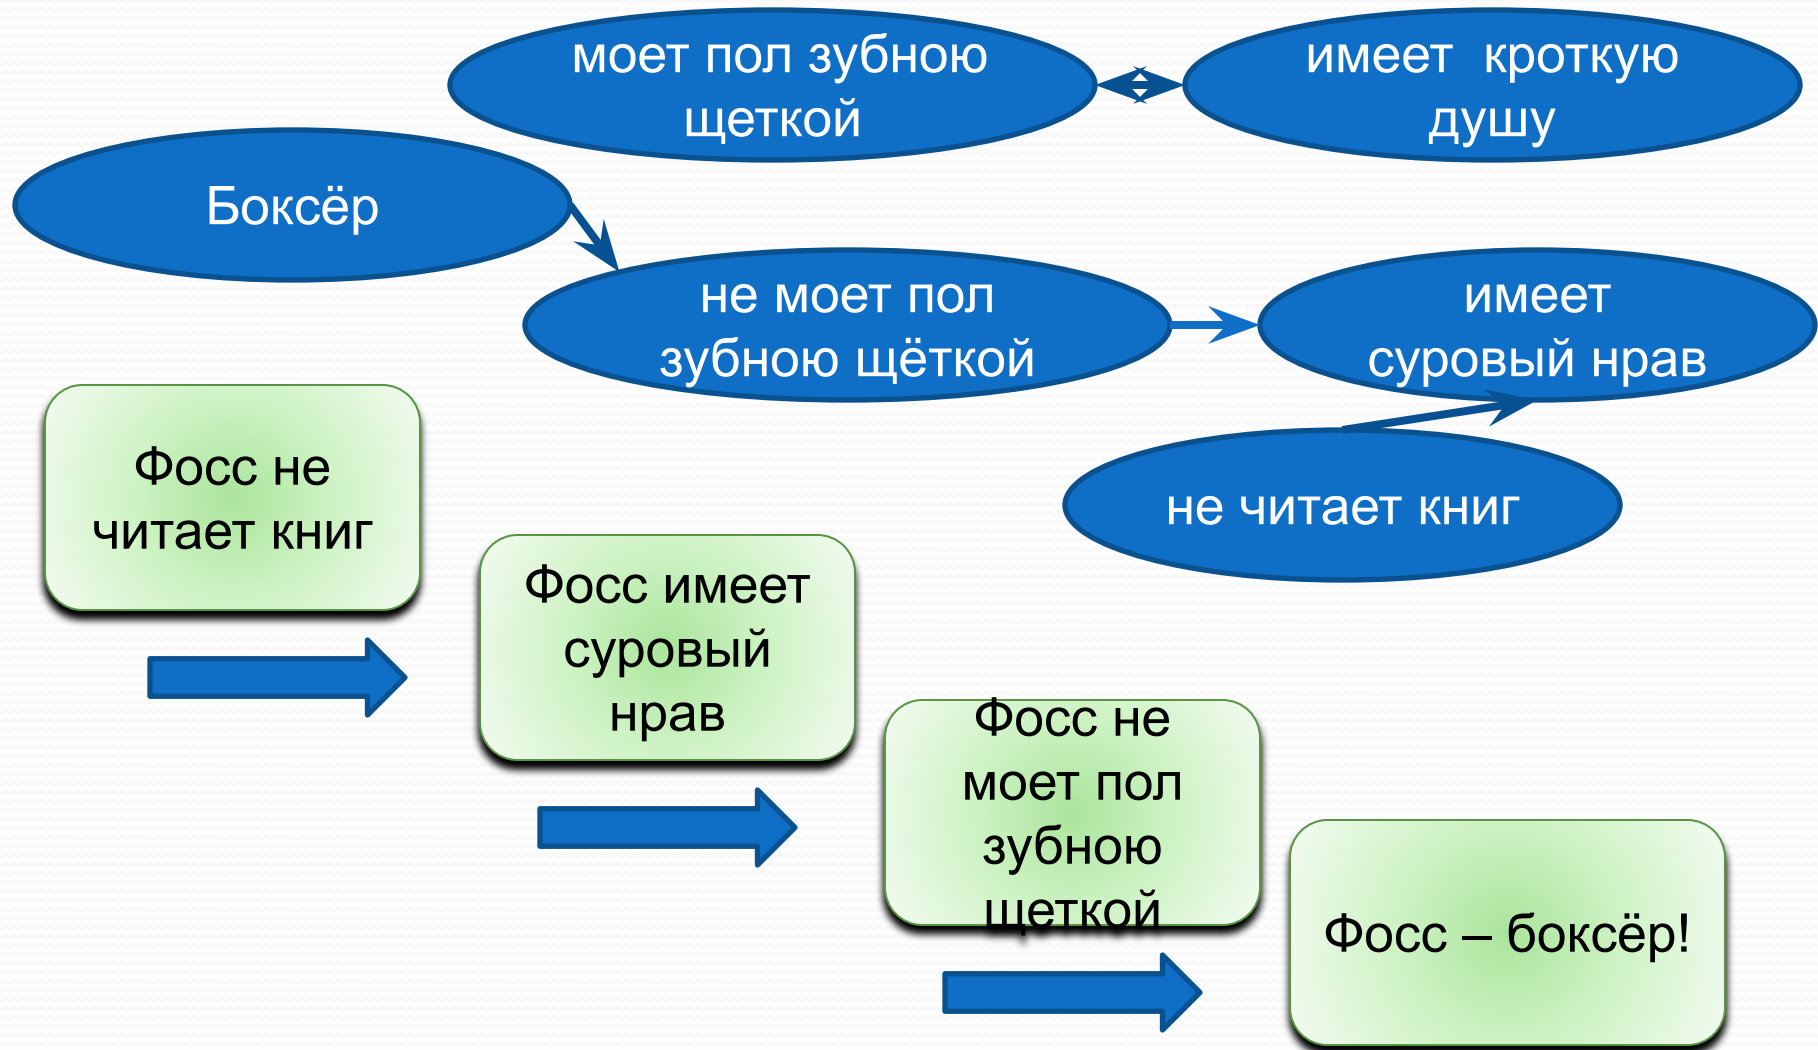 моет пол зубною
щеткой
имеет кроткую
душу
Боксёр
не моет пол
зубною щёткой
имеет
суровый нрав
не читает книг
Фосс не
читает книг
Фосс имеет
суровый
нрав
Фосс не
моет пол
зубною
щеткой
Фосс – боксёр!